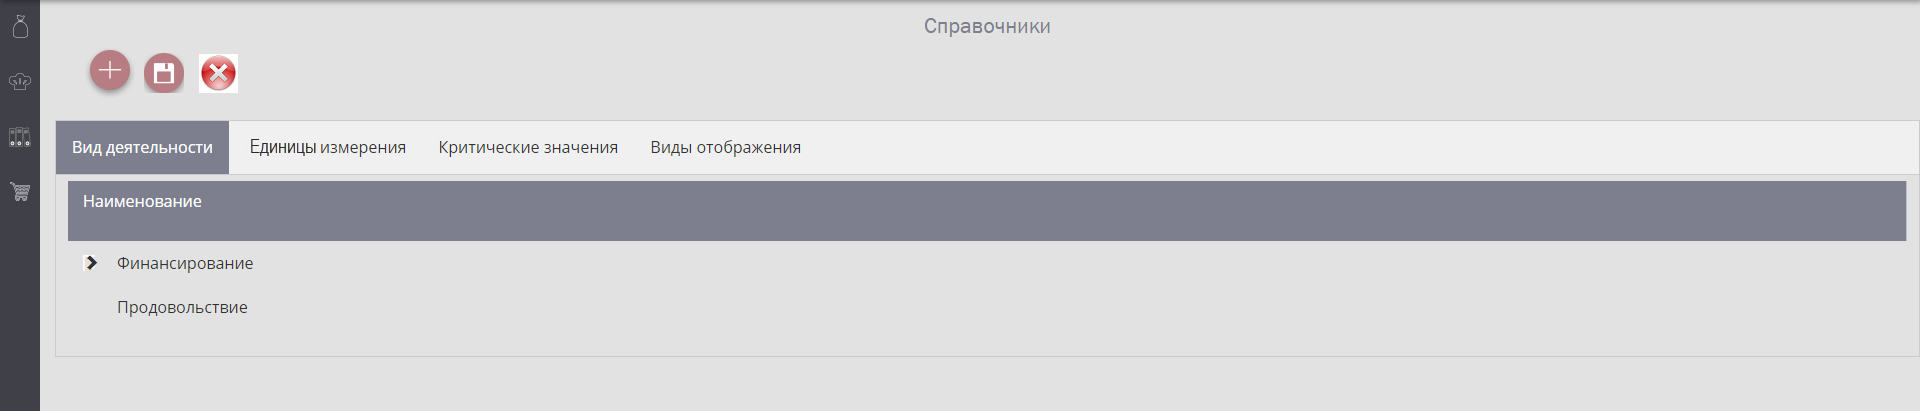 Справочники
Вид деятельности Единицы измерения Критические значения Виды отображения
Наименование
Финансирование
Продовольствие